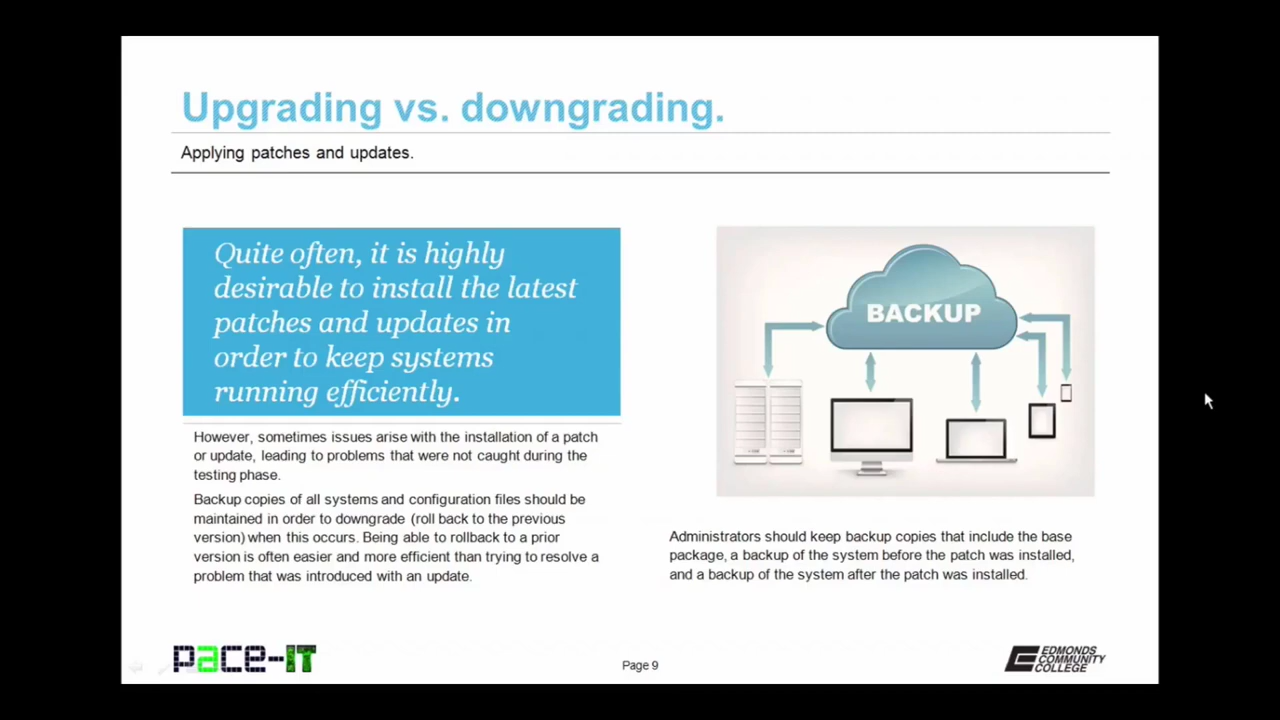 Upgrading vs. downgrading.
Applying patches and updates.
Quite often, it is highly
desirable to install the latest
patches and updates in
order to keep systems
running efficiently.
However, sometimes issues arise with the installation of a patch
or update, leading to problems that were not caught during the
testing phase.
Backup copies of all systems and configuration files should be
maintained in order to downgrade (roll back to the previous
version) when this occurs. Being able to rollback to a prior
version is often easier and more efficient than trying to resolve a
problem that was introduced with an update.
BACKUP
Administrators should keep backup copies that include the base
package, a backup of the system before the patch was installed,
and a backup of the system after the patch was installed.
pace-IT
Page 9
EDMONDS
COMMUNITY
COLLEGE